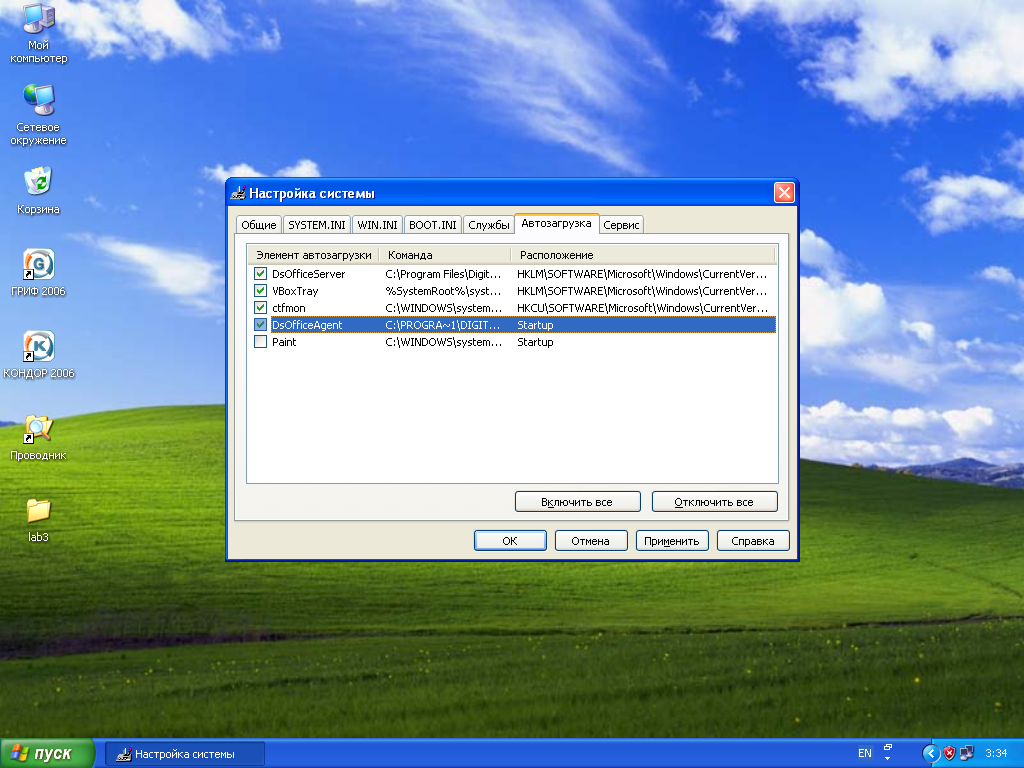 Мой
компьютер
Сетевое
окружение
Корзина
ГРИФ 2006
КОНДОР 2006
Проводник
lab3
Настройка системы
Общие SYSTEM.INI WIN.INI BOOT.INI Службы Автозагрузка Сервис
Элемент автозагрузки Команда Расположение
DsOfficeServer C:\Program Files\Digit... HKLM\SOFTWARE\Microsoft\Windows\CurrentVer...
VBoxTray %SystemRoot%\syst... HKLM\SOFTWARE\Microsoft\Windows\CurrentVer...
ctfmon C:\WINDOWS\system... HKCU\SOFTWARE\Microsoft\Windows\CurrentVer...
DsOfficeAgent C:\PROGRA~1\DIGIT... Startup
Paint C:\WINDOWS\system... Startup
Включить все Отключить все
ОК Отмена Применить Справка
пуск Настройка системы EN 3:34